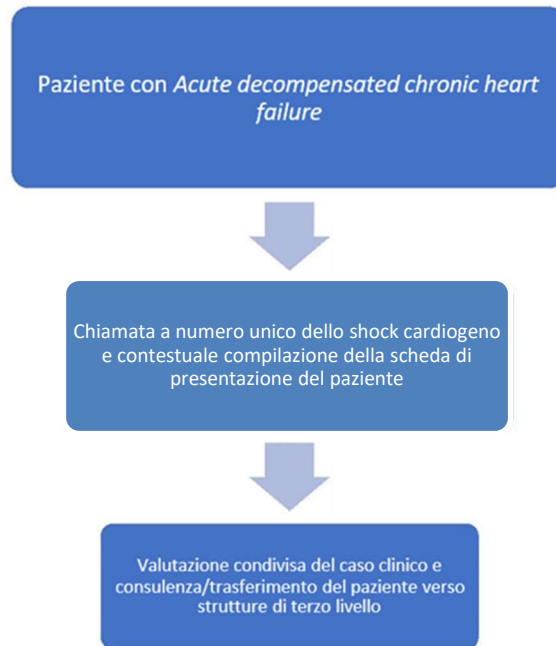 Paziente con Acute decompensated chronic heart
failure
Chiamata a numero unico dello shock cardiogeno
e contestuale compilazione della scheda di
presentazione del paziente
Valutazione condivisa del caso clinico e
consulenza/trasferimento del paziente verso
strutture di terzo livello